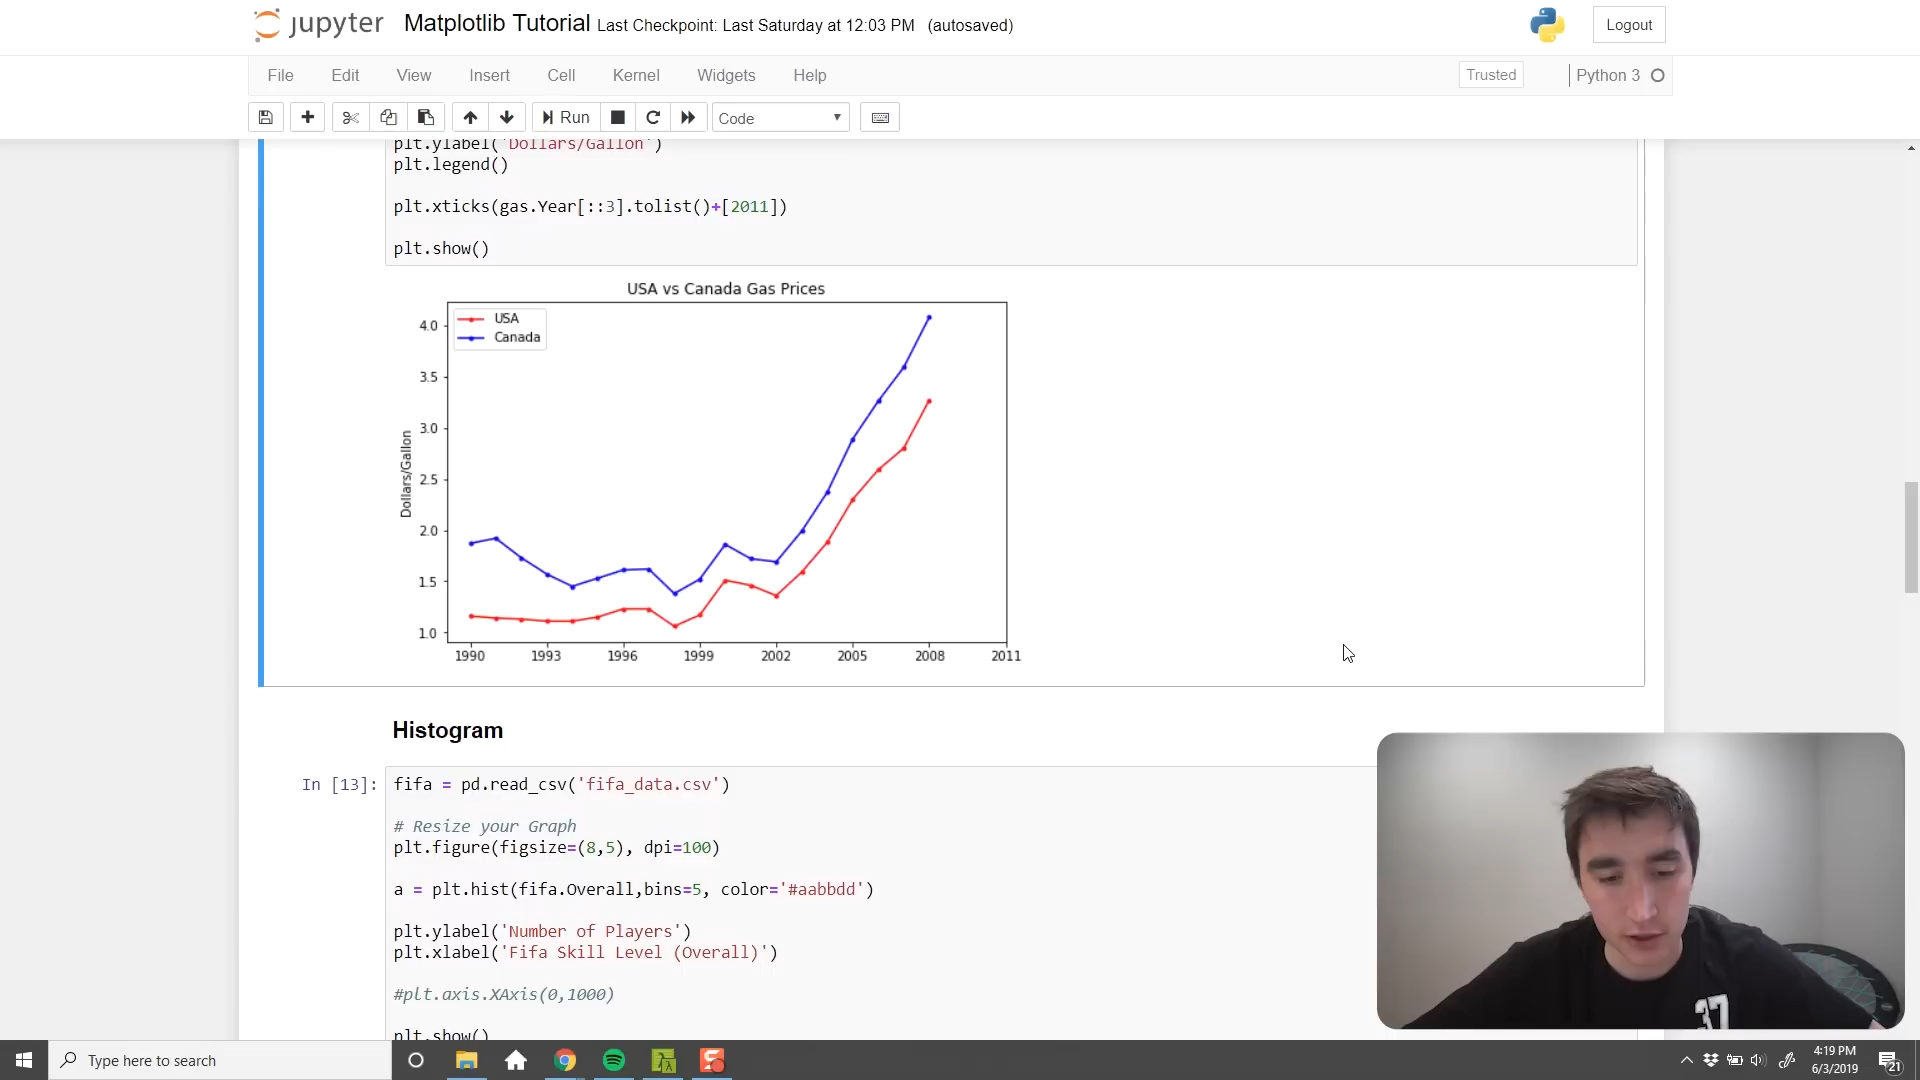 jupyter Matplotlib Tutorial Last Checkpoint: Last Saturday at 12:03 PM (autosaved) Logout
File Edit View Insert Cell Kernel Widgets Help Trusted Python 3
Run Code
plt.ylabel('Dollars/Gallon')
plt.legend()
plt.xticks(gas.Year[::3].tolist()+[2011])
plt.show()
USA vs Canada Gas Prices
USA
Canada
4.0
3.5
3.0
2.5
2.0
1.5
1.0
Dollars/Gallon
1990 1993 1996 1999 2002 2005 2008 2011
Histogram
In [13]: fifa = pd.read_csv('fifa_data.csv')
# Resize your Graph
plt.figure(figsize=(8,5), dpi=100)
a = plt.hist(fifa.Overall,bins=5, color='#aabbdd')
plt.ylabel('Number of Players')
plt.xlabel('Fifa Skill Level (Overall)')
#plt.axis.XAxis(0,1000)
plt.show()
37
Type here to search
4:19 PM
6/3/2019
21